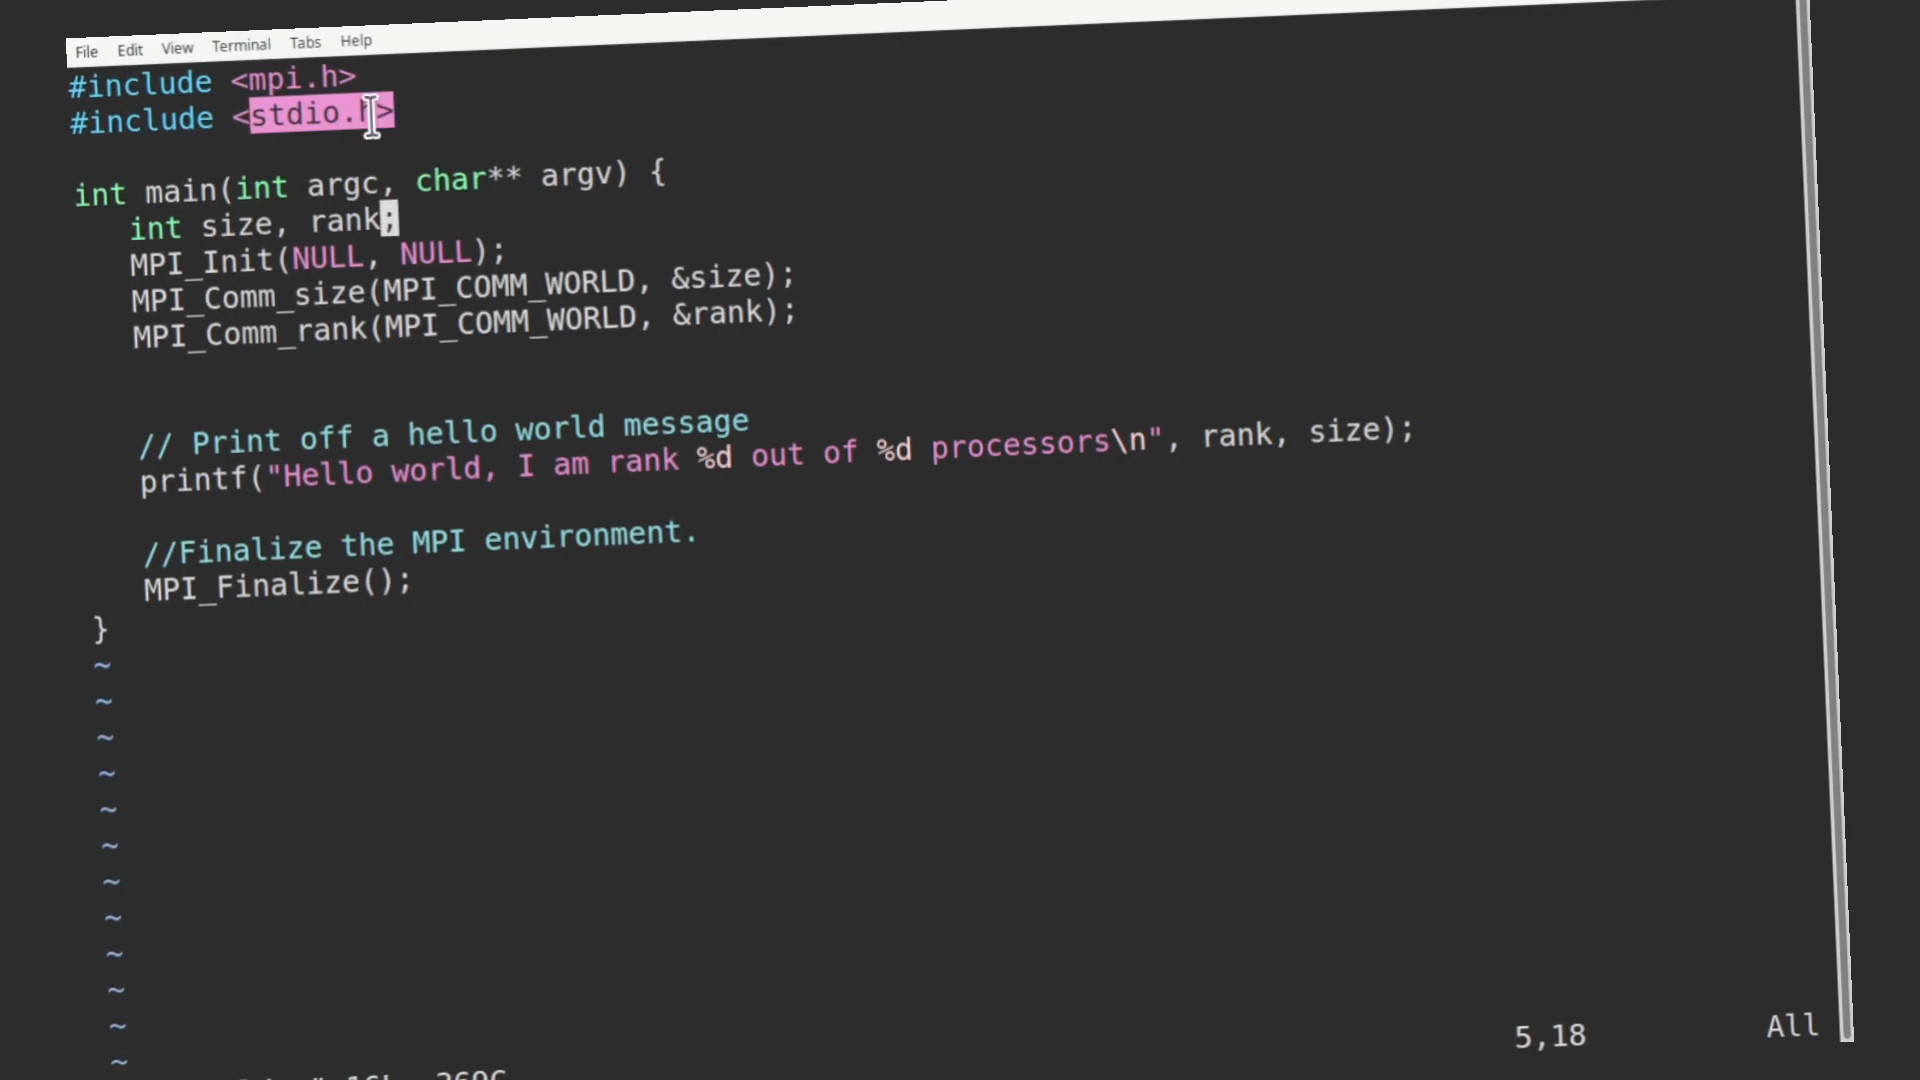 File Edit View Terminal Tabs Help
#include <mpi.h>
#include <stdio.h>
int main(int argc, char** argv) {
int size, rank;
MPI_Init(NULL, NULL);
MPI_Comm_size(MPI_COMM_WORLD, &size);
MPI_Comm_rank(MPI_COMM_WORLD, &rank);
// Print off a hello world message
printf("Hello world, I am rank %d out of %d processors\n", rank, size);
//Finalize the MPI environment.
MPI_Finalize();
}
~
~
~
~
~
~
~
~
~
~
~
~
5,18 All